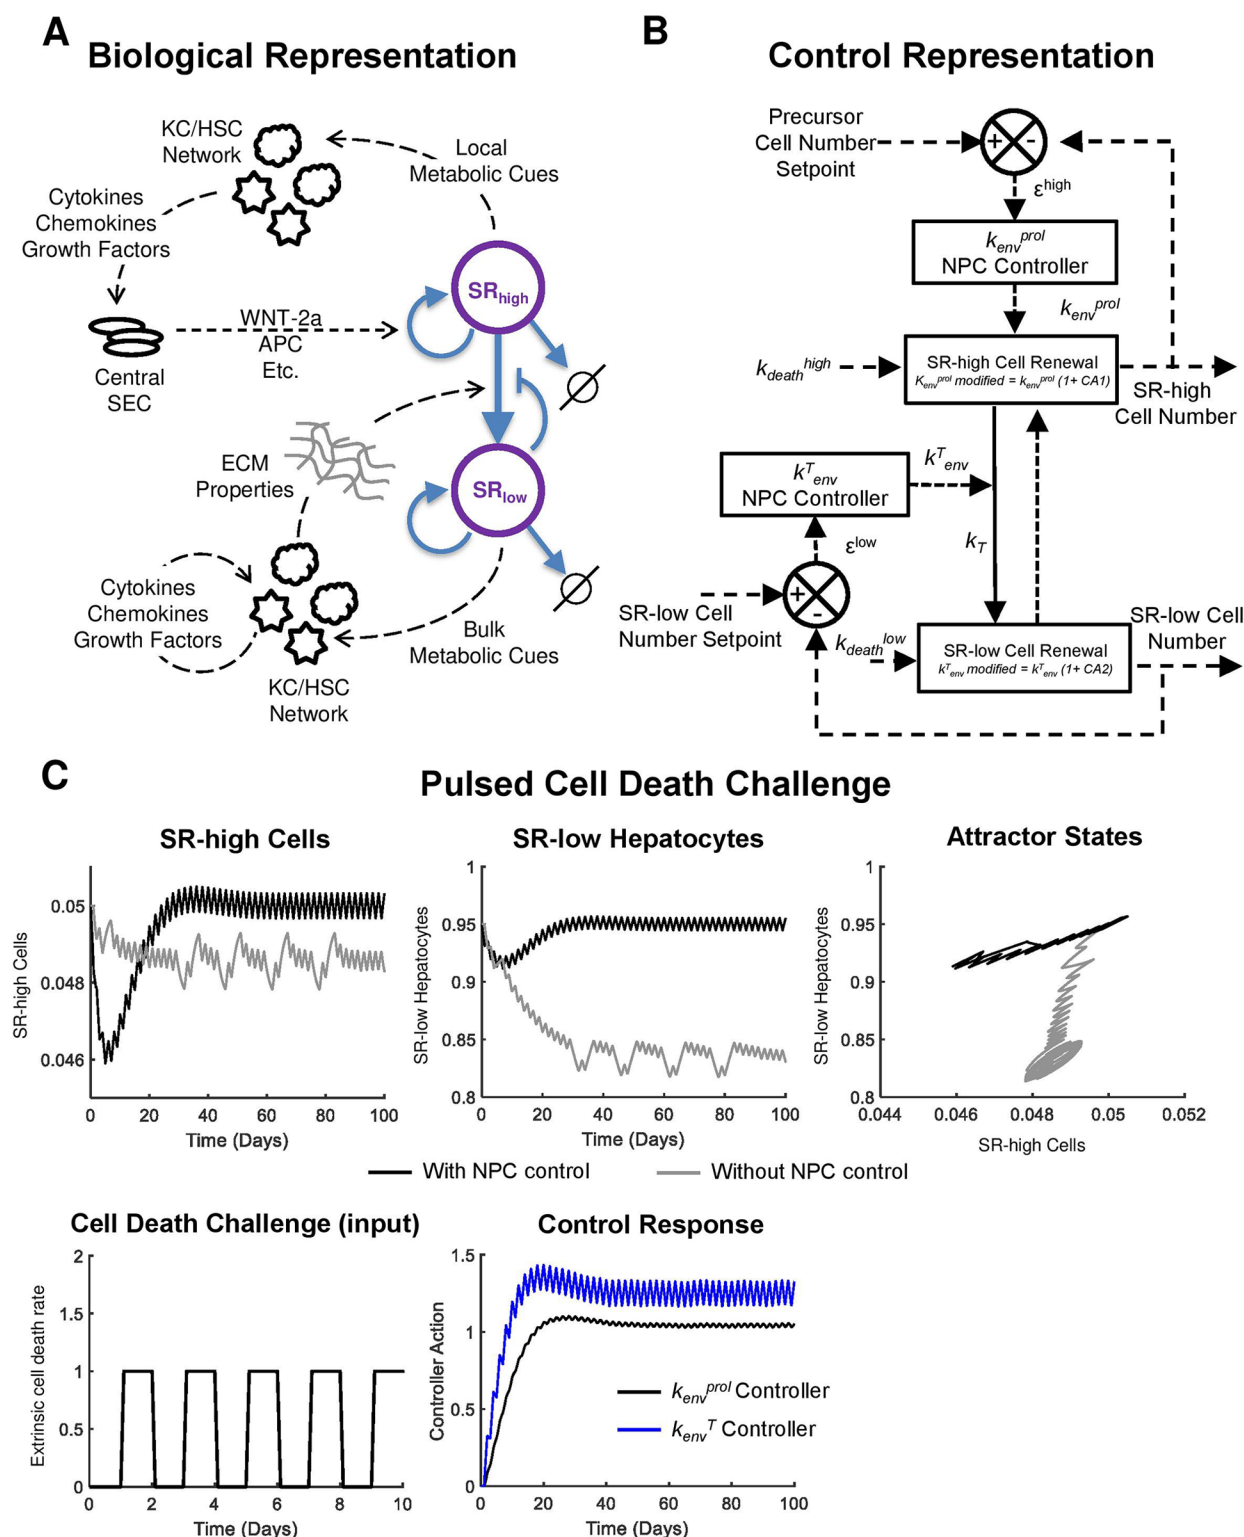 A
Biological Representation
KC/HSC
Network
Local
Metabolic Cues
Cytokines
Chemokines
Growth Factors
SRhigh
WNT-2a
APC
Etc.
Central
SEC
ECM
Properties
SRlow
Cytokines
Chemokines
Growth Factors
Bulk
Metabolic Cues
KC/HSC
Network
B
Control Representation
Precursor
Cell Number
Setpoint
+
-
εhigh
kenvprol
NPC Controller
kenvprol
kdeathhigh
SR-high Cell Renewal
Kenvprol modified = kenvprol (1+ CA1)
SR-high
Cell Number
kTenv
NPC Controller
kTenv
kT
εlow
+
-
SR-low Cell
Number Setpoint
kdeathlow
SR-low Cell Renewal
kTenv modified = kTenv (1+ CA2)
SR-low Cell
Number
C
Pulsed Cell Death Challenge
SR-high Cells
SR-high Cells
0.05
0.048
0.046
0 20 40 60 80 100
Time (Days)
SR-low Hepatocytes
SR-low Hepatocytes
1
0.95
0.9
0.85
0.8
0 20 40 60 80 100
Time (Days)
Attractor States
SR-low Hepatocytes
1
0.95
0.9
0.85
0.8
0.044 0.046 0.048 0.05 0.052
SR-high Cells
With NPC control
Without NPC control
Cell Death Challenge (input)
Extrinsic cell death rate
2
1.5
1
0.5
0
0 2 4 6 8 10
Time (Days)
Control Response
Controller Action
1.5
1
0.5
0
0 20 40 60 80 100
Time (Days)
kenvprol Controller
kenvT Controller